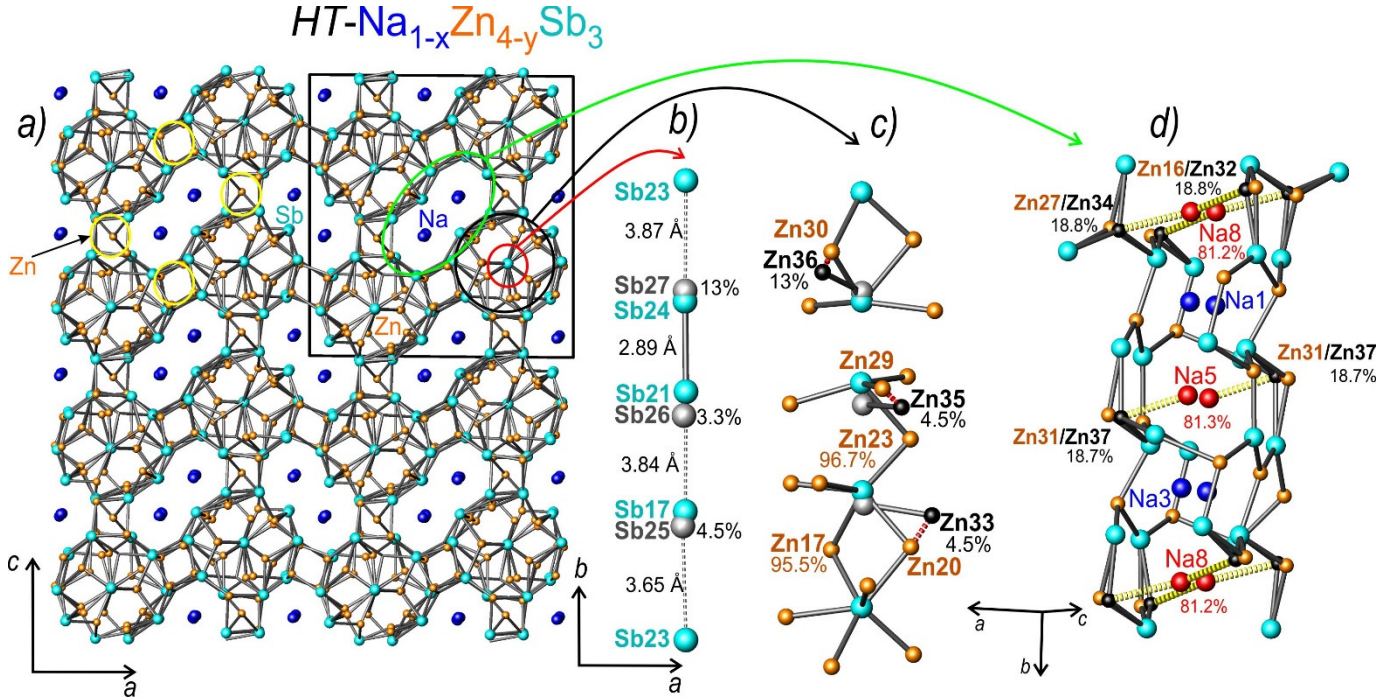 HT-Na1-xZn4-ySb3
a)
Sb
Na
Zn
Zn
c
a
b)
Sb23
3.87 Å
Sb27
13%
Sb24
2.89 Å
Sb21
Sb26
3.3%
3.84 Å
Sb17
Sb25
4.5%
3.65 Å
Sb23
b
a
c)
Zn30
Zn36
13%
Zn29
Zn35
4.5%
Zn23
96.7%
Zn33
4.5%
Zn17
95.5%
Zn20
a
c
b
d)
Zn16/Zn32
18.8%
Zn27/Zn34
18.8%
Na8
81.2%
Na1
Zn31/Zn37
18.7%
Na5
81.3%
Zn31/Zn37
18.7%
Na3
Na8
81.2%